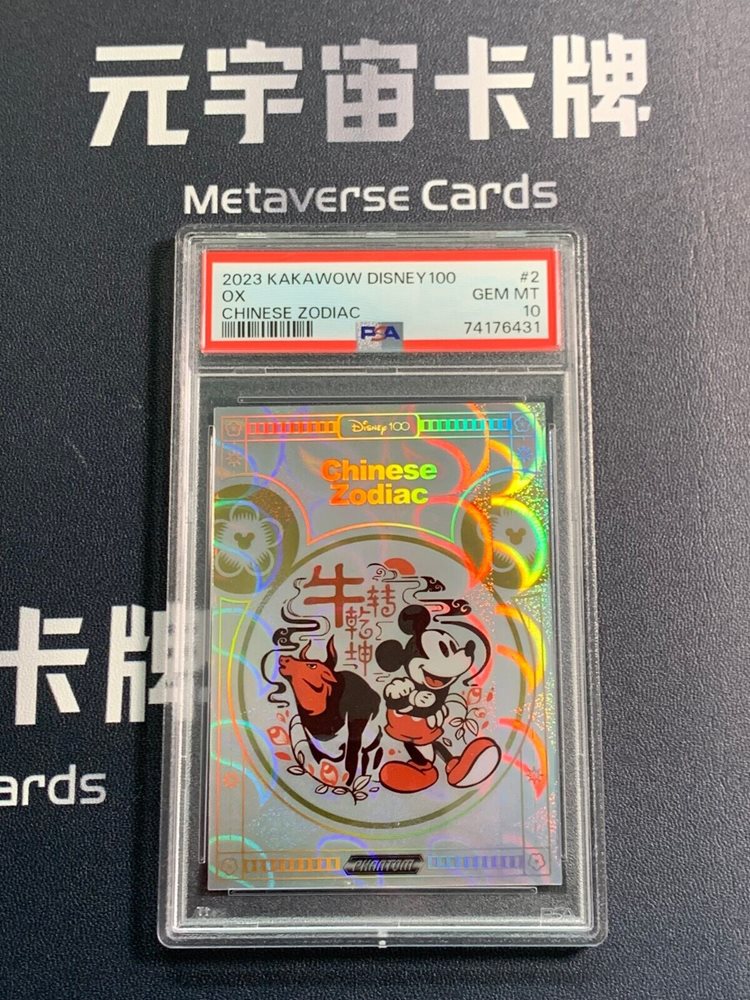 元宇宙卡牌
Metaverse Cards
2023 KAKAWOW DISNEY100 #2
OX GEM MT
CHINESE ZODIAC 10
PSA 74176431
Disney 100
Chinese
Zodiac
牛转
乾
坤
PHANTOM
卡牌
ards
PSA